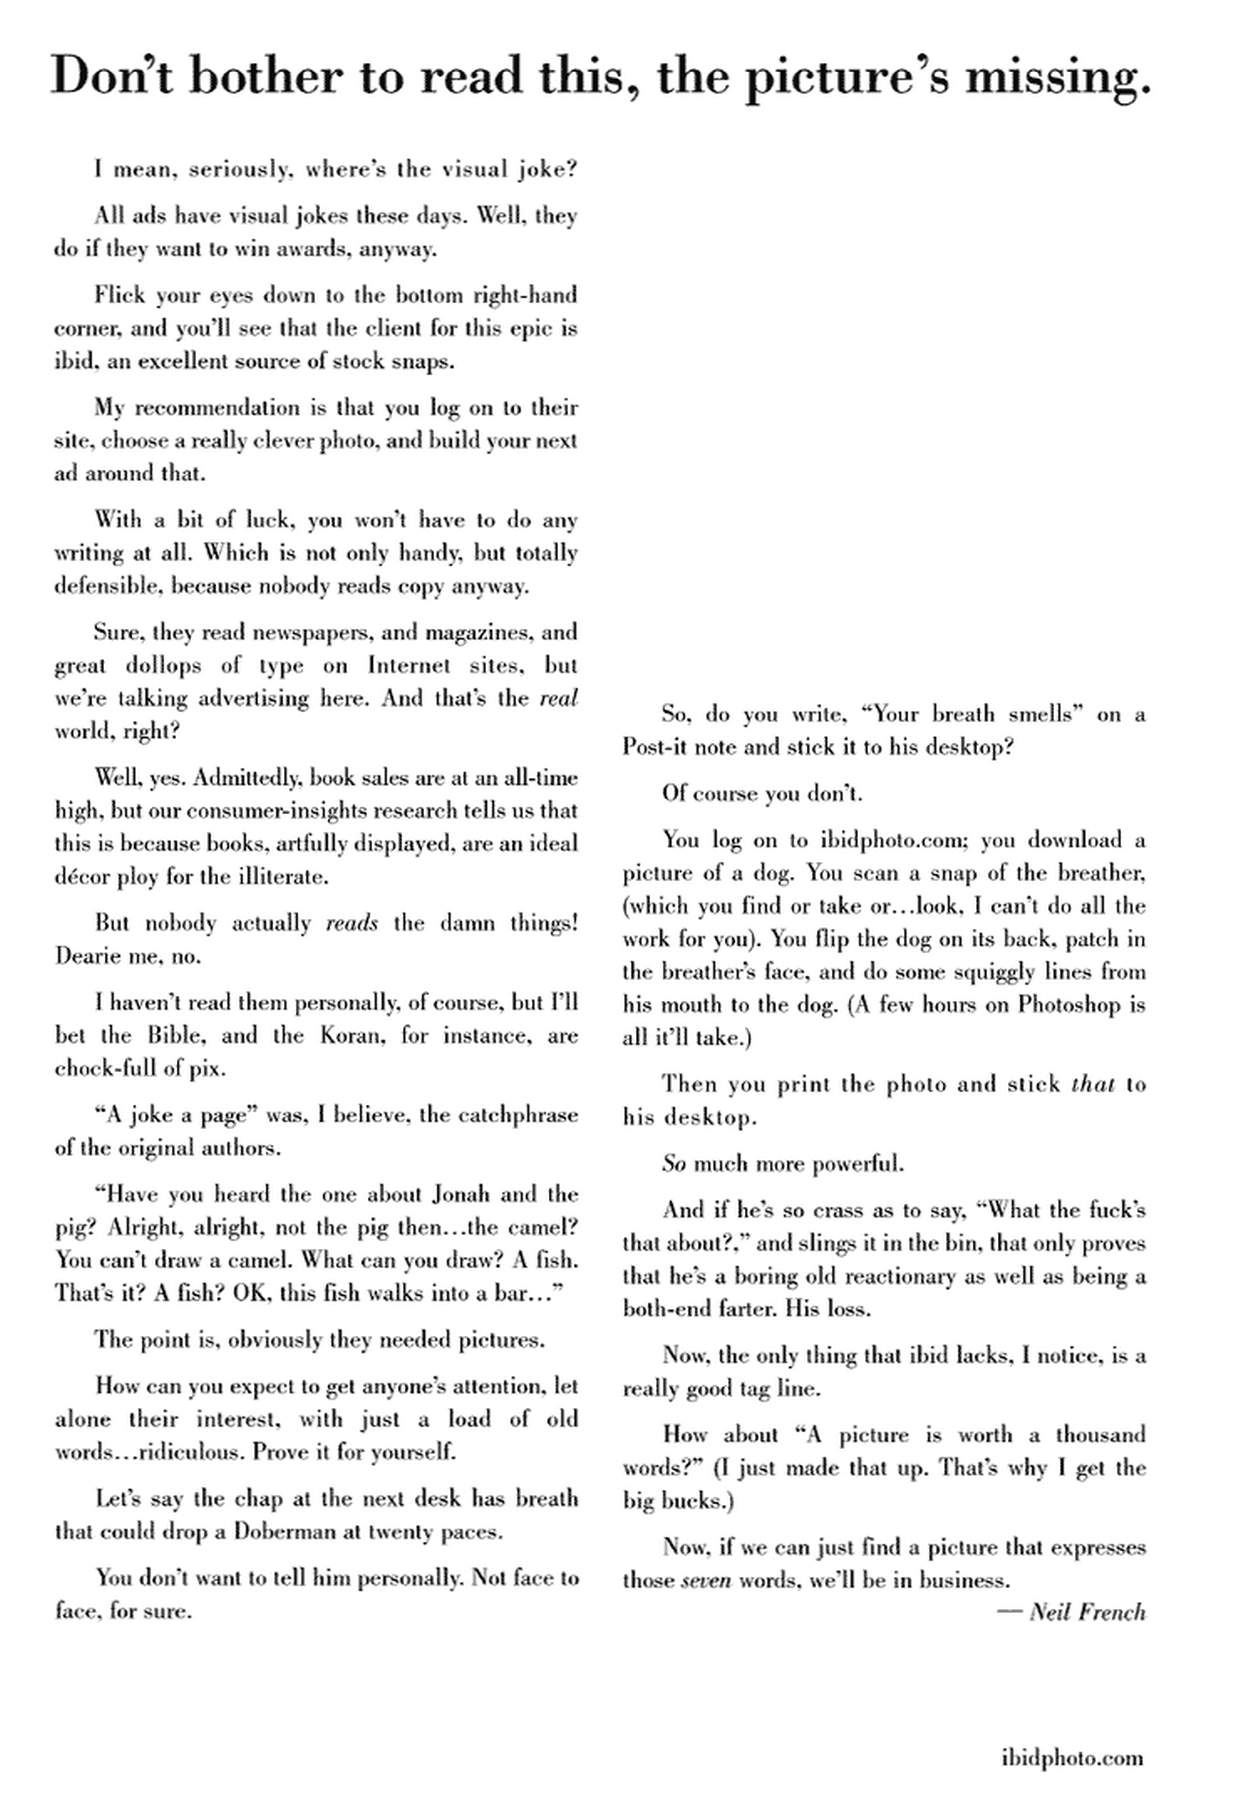 Don’t bother to read this, the picture’s missing.
I mean, seriously, where’s the visual joke?
All ads have visual jokes these days. Well, they
do if they want to win awards, anyway.
Flick your eyes down to the bottom right-hand
corner, and you’ll see that the client for this epic is
ibid, an excellent source of stock snaps.
My recommendation is that you log on to their
site, choose a really clever photo, and build your next
ad around that.
With a bit of luck, you won’t have to do any
writing at all. Which is not only handy, but totally
defensible, because nobody reads copy anyway.
Sure, they read newspapers, and magazines, and
great dollops of type on Internet sites, but
we’re talking advertising here. And that’s the real
world, right?
Well, yes. Admittedly, book sales are at an all-time
high, but our consumer-insights research tells us that
this is because books, artfully displayed, are an ideal
décor ploy for the illiterate.
But nobody actually reads the damn things!
Dearie me, no.
I haven’t read them personally, of course, but I’ll
bet the Bible, and the Koran, for instance, are
chock-full of pix.
“A joke a page” was, I believe, the catchphrase
of the original authors.
“Have you heard the one about Jonah and the
pig? Alright, alright, not the pig then…the camel?
You can’t draw a camel. What can you draw? A fish.
That’s it? A fish? OK, this fish walks into a bar…”
The point is, obviously they needed pictures.
How can you expect to get anyone’s attention, let
alone their interest, with just a load of old
words…ridiculous. Prove it for yourself.
Let’s say the chap at the next desk has breath
that could drop a Doberman at twenty paces.
You don’t want to tell him personally. Not face to
face, for sure.
So, do you write, “Your breath smells” on a
Post-it note and stick it to his desktop?
Of course you don’t.
You log on to ibidphoto.com; you download a
picture of a dog. You scan a snap of the breather,
(which you find or take or…look, I can’t do all the
work for you). You flip the dog on its back, patch in
the breather’s face, and do some squiggly lines from
his mouth to the dog. (A few hours on Photoshop is
all it’ll take.)
Then you print the photo and stick that to
his desktop.
So much more powerful.
And if he’s so crass as to say, “What the fuck’s
that about?,” and slings it in the bin, that only proves
that he’s a boring old reactionary as well as being a
both-end farter. His loss.
Now, the only thing that ibid lacks, I notice, is a
really good tag line.
How about “A picture is worth a thousand
words?” (I just made that up. That’s why I get the
big bucks.)
Now, if we can just find a picture that expresses
those seven words, we’ll be in business.
— Neil French
ibidphoto.com